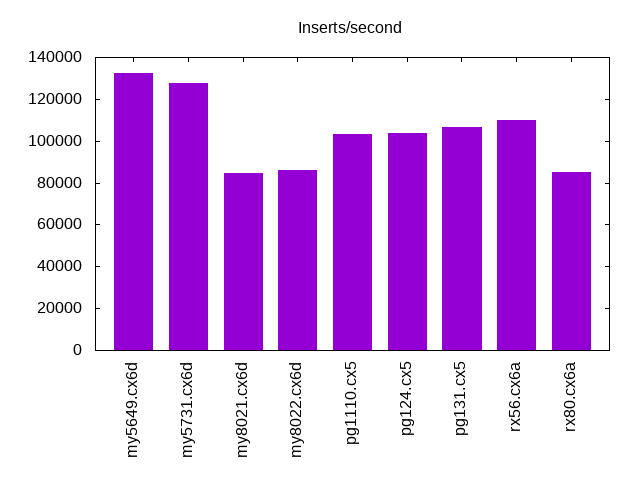 Inserts/second
140000
120000
100000
80000
60000
40000
20000
0
my5649.cx6d
my5731.cx6d
my8021.cx6d
my8022.cx6d
pg1110.cx5
pg124.cx5
pg131.cx5
rx56.cx6a
rx80.cx6a